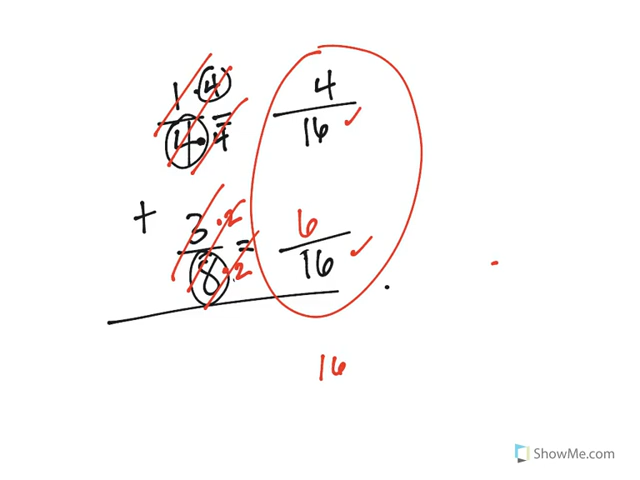 1 · 4 4
4 · 4 = 16 ✓
+ 3 · 2 6
8 · 2 = 16 ✓
16
ShowMe.com